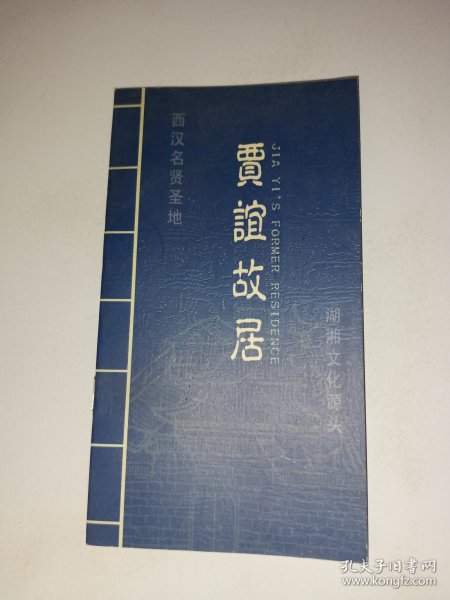 西汉名贤圣地
賈誼故居
JIA YI'S FORMER RESIDENCE
湖湘文化源头
孔夫子旧书网
www.kongfz.com